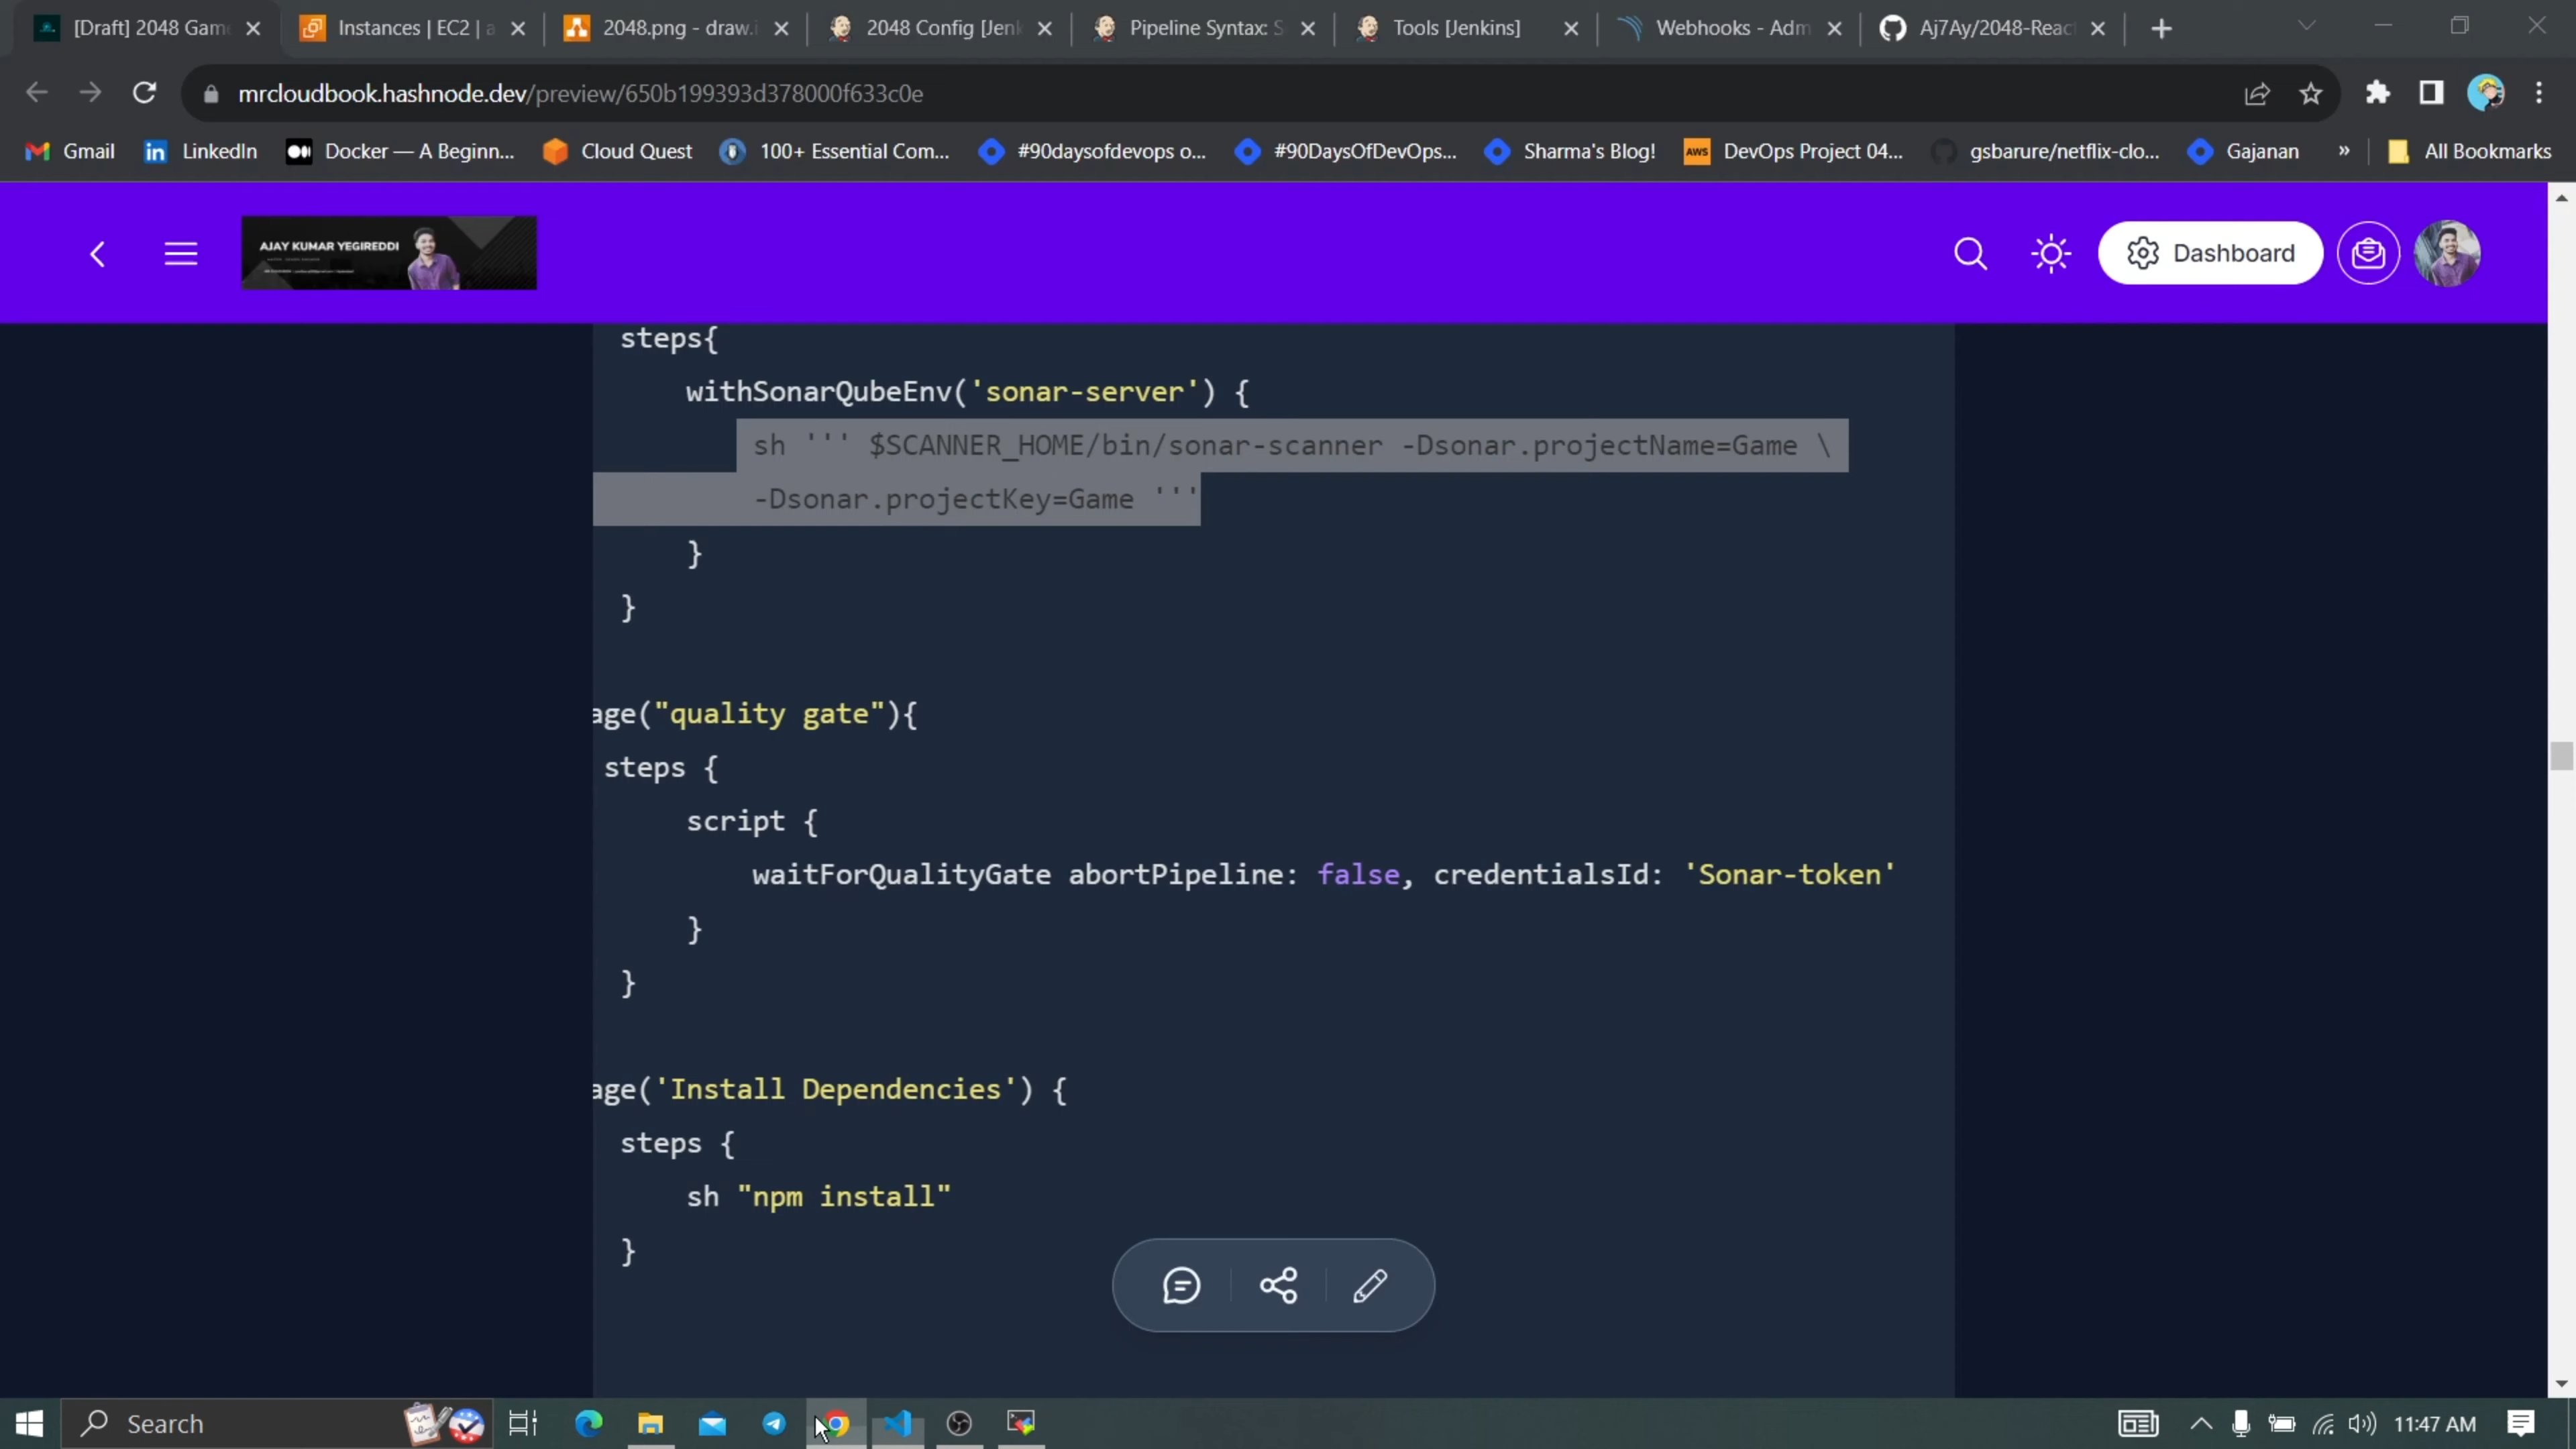 [Draft] 2048 Gam
Instances | EC2 | a
2048.png - draw.i
2048 Config [Jenk
Pipeline Syntax: S
Tools [Jenkins]
Webhooks - Adm
Aj7Ay/2048-Reac
mrcloudbook.hashnode.dev/preview/650b199393d378000f633c0e
Gmail
LinkedIn
Docker — A Beginn...
Cloud Quest
100+ Essential Com...
#90daysofdevops o...
#90DaysOfDevOps...
Sharma's Blog!
aws
DevOps Project 04...
gsbarure/netflix-clo...
Gajanan
»
All Bookmarks
AJAY KUMAR YEGIREDDI
Dashboard
steps{
withSonarQubeEnv('sonar-server') {
sh ''' $SCANNER_HOME/bin/sonar-scanner -Dsonar.projectName=Game \
-Dsonar.projectKey=Game '''
}
}
age("quality gate"){
steps {
script {
waitForQualityGate abortPipeline: false, credentialsId: 'Sonar-token'
}
}
age('Install Dependencies') {
steps {
sh "npm install"
}
Search
11:47 AM